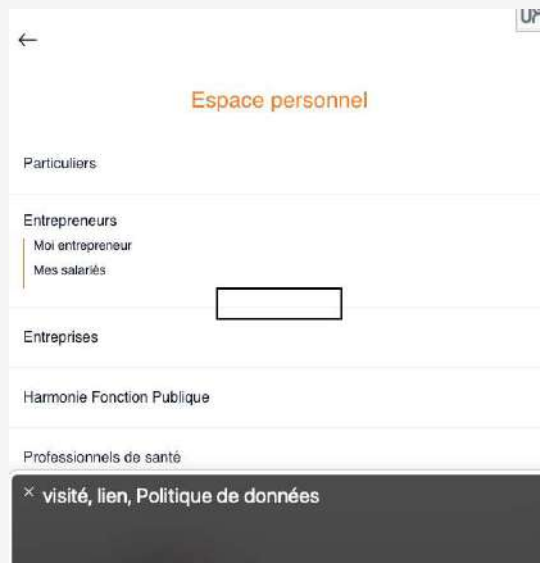 Espace personnel
Particuliers
Entrepreneurs
Moi entrepreneur
Mes salariés
Entreprises
Harmonie Fonction Publique
Professionnels de santé
× visité, lien, Politique de données